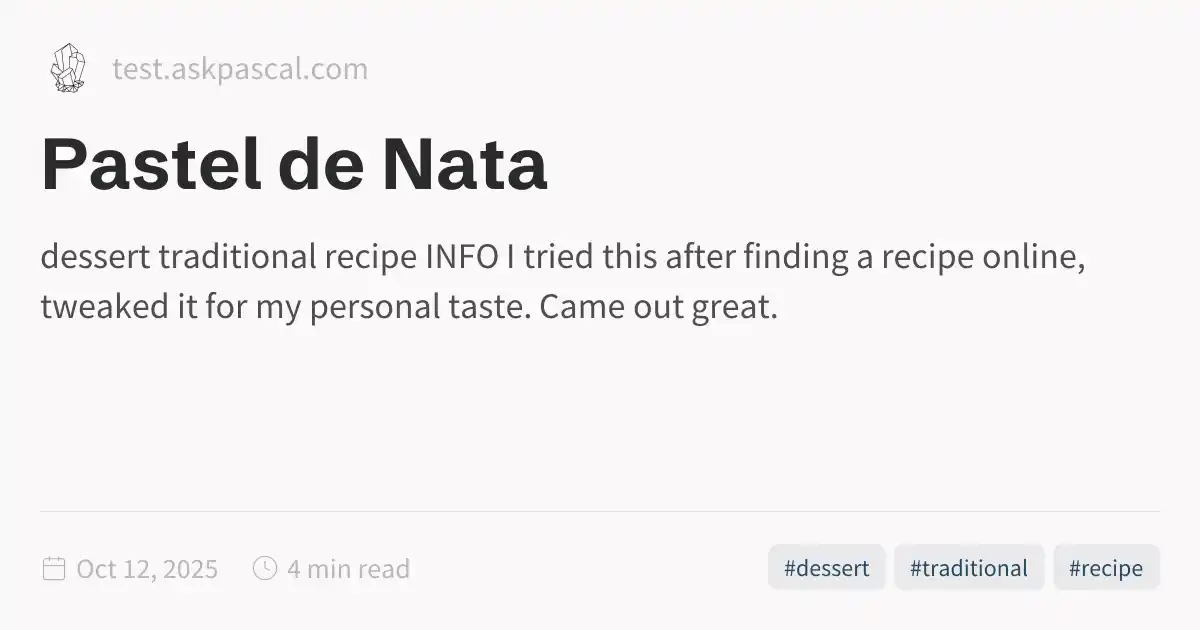 test.askpascal.com
Pastel de Nata
dessert traditional recipe INFO I tried this after finding a recipe online,
tweaked it for my personal taste. Came out great.
Oct 12, 2025
4 min read
#dessert
#traditional
#recipe